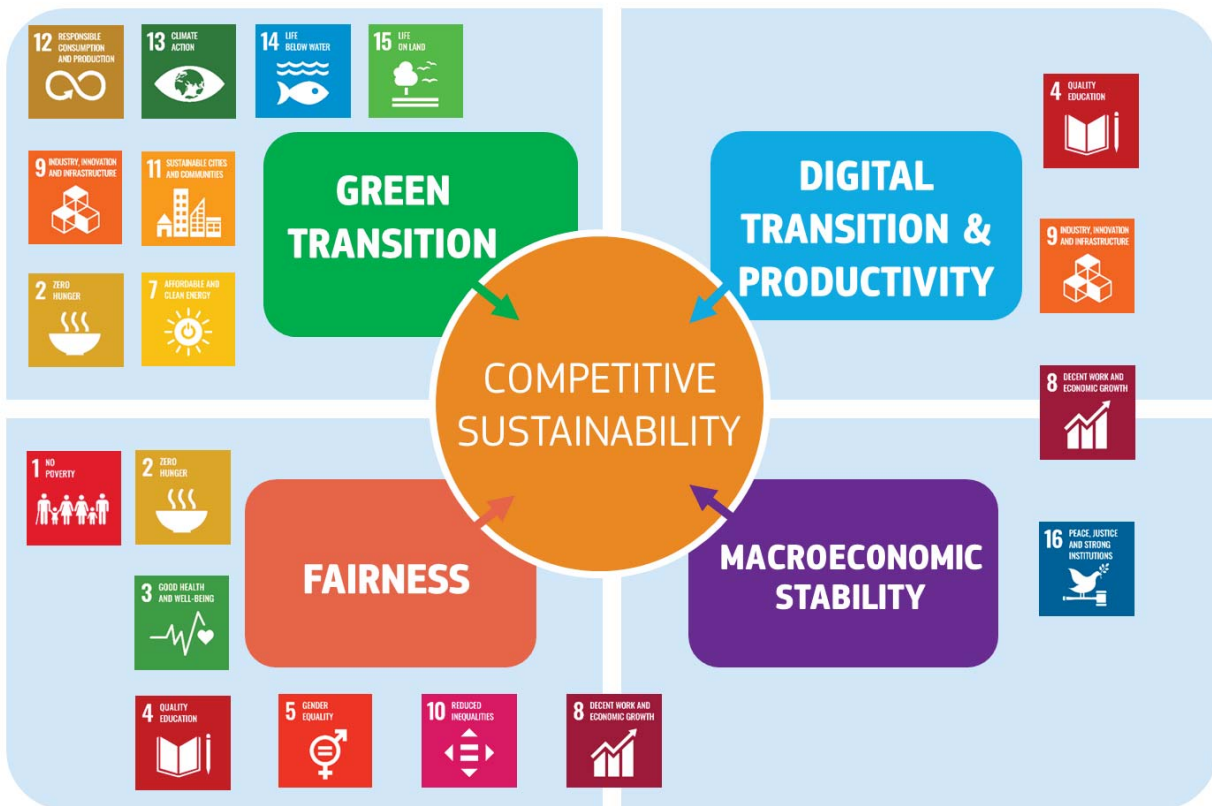 12 RESPONSIBLE
CONSUMPTION
AND PRODUCTION
13 CLIMATE
ACTION
14 LIFE
BELOW WATER
15 LIFE
ON LAND
9 INDUSTRY, INNOVATION
AND INFRASTRUCTURE
11 SUSTAINABLE CITIES
AND COMMUNITIES
2 ZERO
HUNGER
7 AFFORDABLE AND
CLEAN ENERGY
GREEN
TRANSITION
DIGITAL
TRANSITION &
PRODUCTIVITY
4 QUALITY
EDUCATION
9 INDUSTRY, INNOVATION
AND INFRASTRUCTURE
8 DECENT WORK AND
ECONOMIC GROWTH
COMPETITIVE
SUSTAINABILITY
1 NO
POVERTY
2 ZERO
HUNGER
3 GOOD HEALTH
AND WELL-BEING
FAIRNESS
4 QUALITY
EDUCATION
5 GENDER
EQUALITY
10 REDUCED
INEQUALITIES
8 DECENT WORK AND
ECONOMIC GROWTH
MACROECONOMIC
STABILITY
16 PEACE, JUSTICE
AND STRONG
INSTITUTIONS